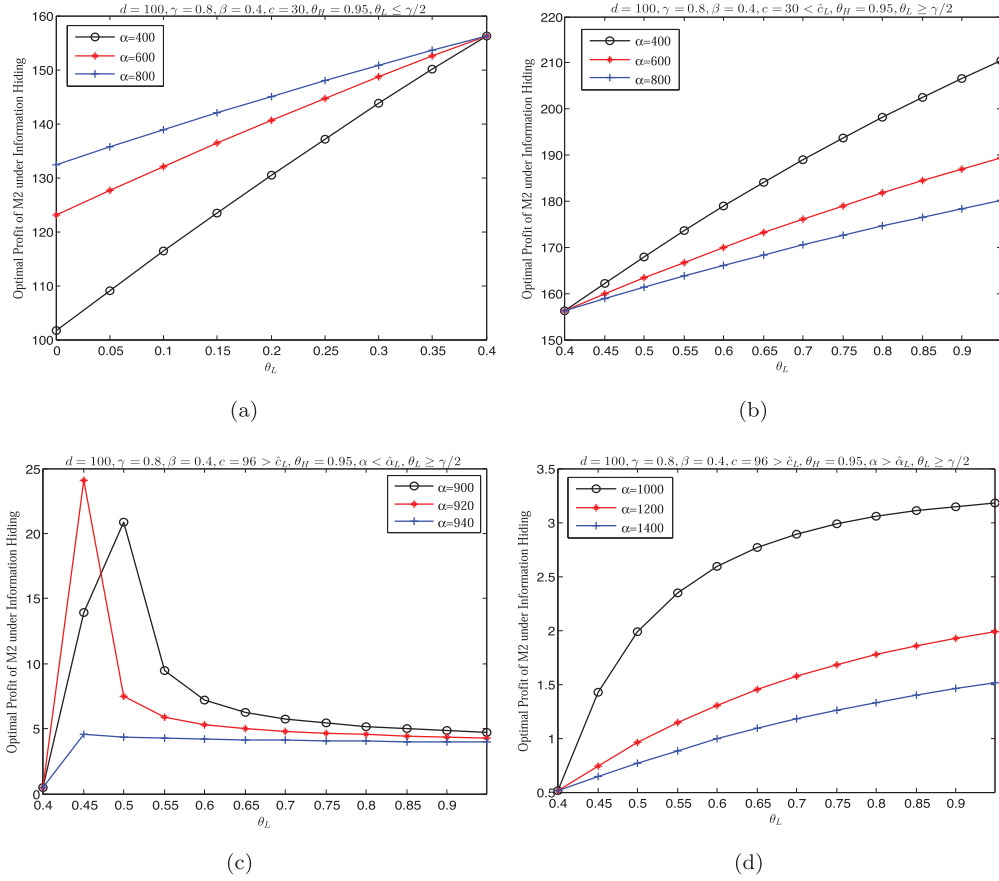 d = 100, γ = 0.8, β = 0.4, c = 30, θ_H = 0.95, θ_L ≤ γ/2
α=400
α=600
α=800
Optimal Profit of M2 under Information Hiding
160
150
140
130
120
110
100
0 0.05 0.1 0.15 0.2 0.25 0.3 0.35 0.4
θ_L
(a)
d = 100, γ = 0.8, β = 0.4, c = 30 < ĉ_L, θ_H = 0.95, θ_L ≥ γ/2
α=400
α=600
α=800
Optimal Profit of M2 under Information Hiding
220
210
200
190
180
170
160
150
0.4 0.45 0.5 0.55 0.6 0.65 0.7 0.75 0.8 0.85 0.9
θ_L
(b)
d = 100, γ = 0.8, β = 0.4, c = 96 > ĉ_L, θ_H = 0.95, α < α̂_L, θ_L ≥ γ/2
α=900
α=920
α=940
Optimal Profit of M2 under Information Hiding
25
20
15
10
5
0
0.4 0.45 0.5 0.55 0.6 0.65 0.7 0.75 0.8 0.85 0.9
θ_L
(c)
d = 100, γ = 0.8, β = 0.4, c = 96 > ĉ_L, θ_H = 0.95, α > α̂_L, θ_L ≥ γ/2
α=1000
α=1200
α=1400
Optimal Profit of M2 under Information Hiding
3.5
3
2.5
2
1.5
1
0.5
0.4 0.45 0.5 0.55 0.6 0.65 0.7 0.75 0.8 0.85 0.9
θ_L
(d)